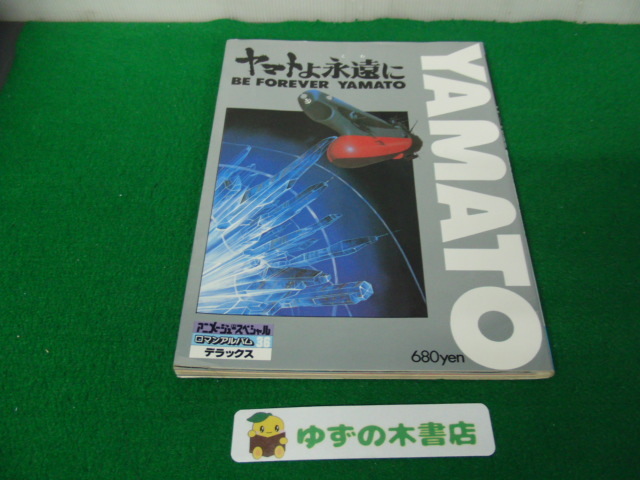 ヤマトよ永遠に
BE FOREVER YAMATO
YAMATO
アニメージュスペシャル
ロマンアルバム36
デラックス
680yen
ゆずの木書店